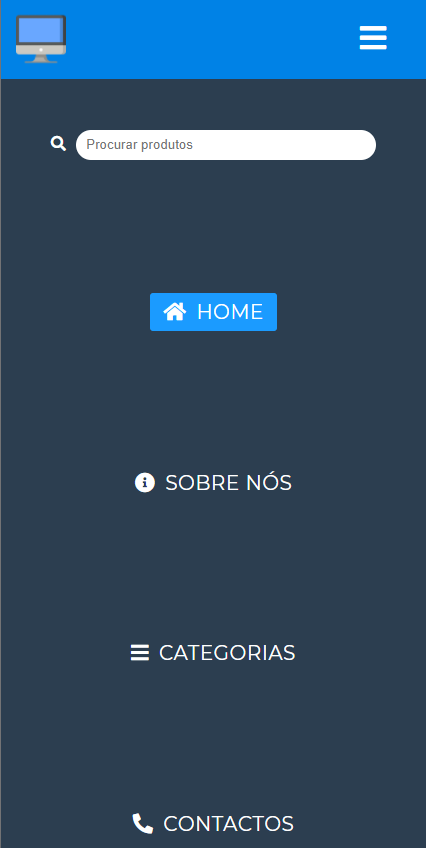 Procurar produtos
HOME
SOBRE NÓS
CATEGORIAS
CONTACTOS